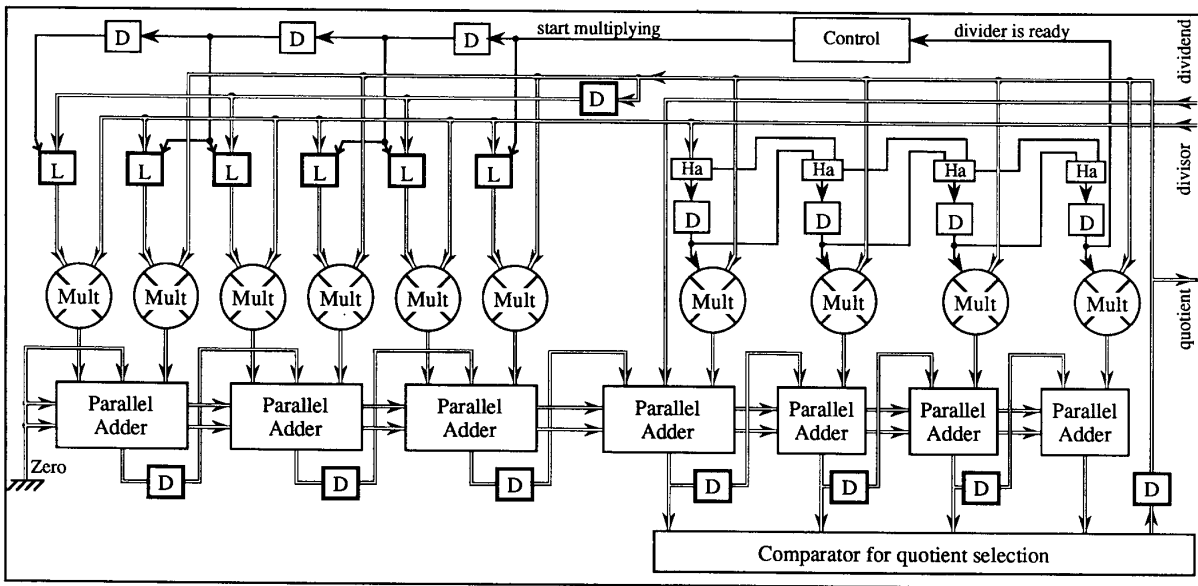 D
D
D
start multiplying
Control
divider is ready
dividend
D
divisor
L
L
L
L
L
L
Ha
Ha
Ha
Ha
D
D
D
D
Mult
Mult
Mult
Mult
Mult
Mult
Mult
Mult
Mult
Mult
quotient
Parallel
Adder
Parallel
Adder
Parallel
Adder
Parallel
Adder
Parallel
Adder
Parallel
Adder
Parallel
Adder
Zero
D
D
D
D
D
D
D
Comparator for quotient selection